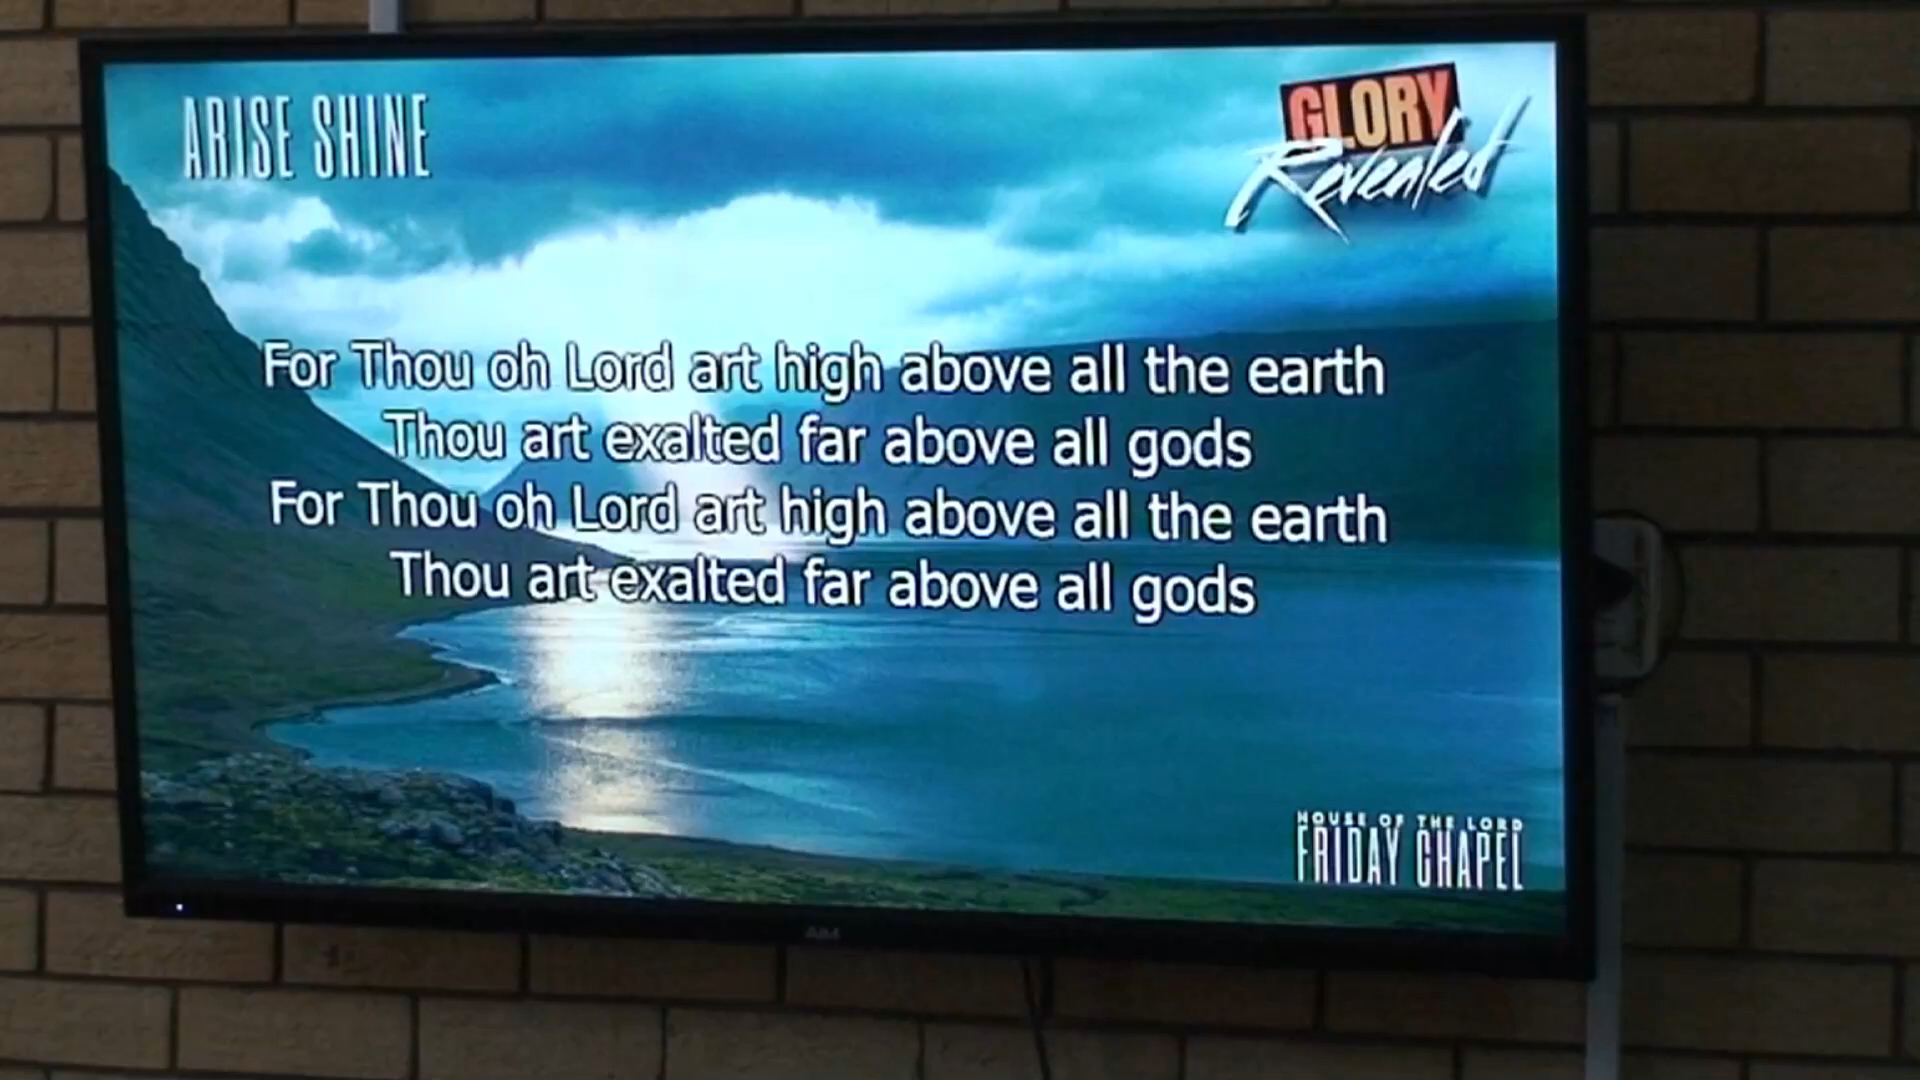 ARISE SHINE
GLORY
Revealed
For Thou oh Lord art high above all the earth
Thou art exalted far above all gods
For Thou oh Lord art high above all the earth
Thou art exalted far above all gods
HOUSE OF THE LORD
FRIDAY CHAPEL